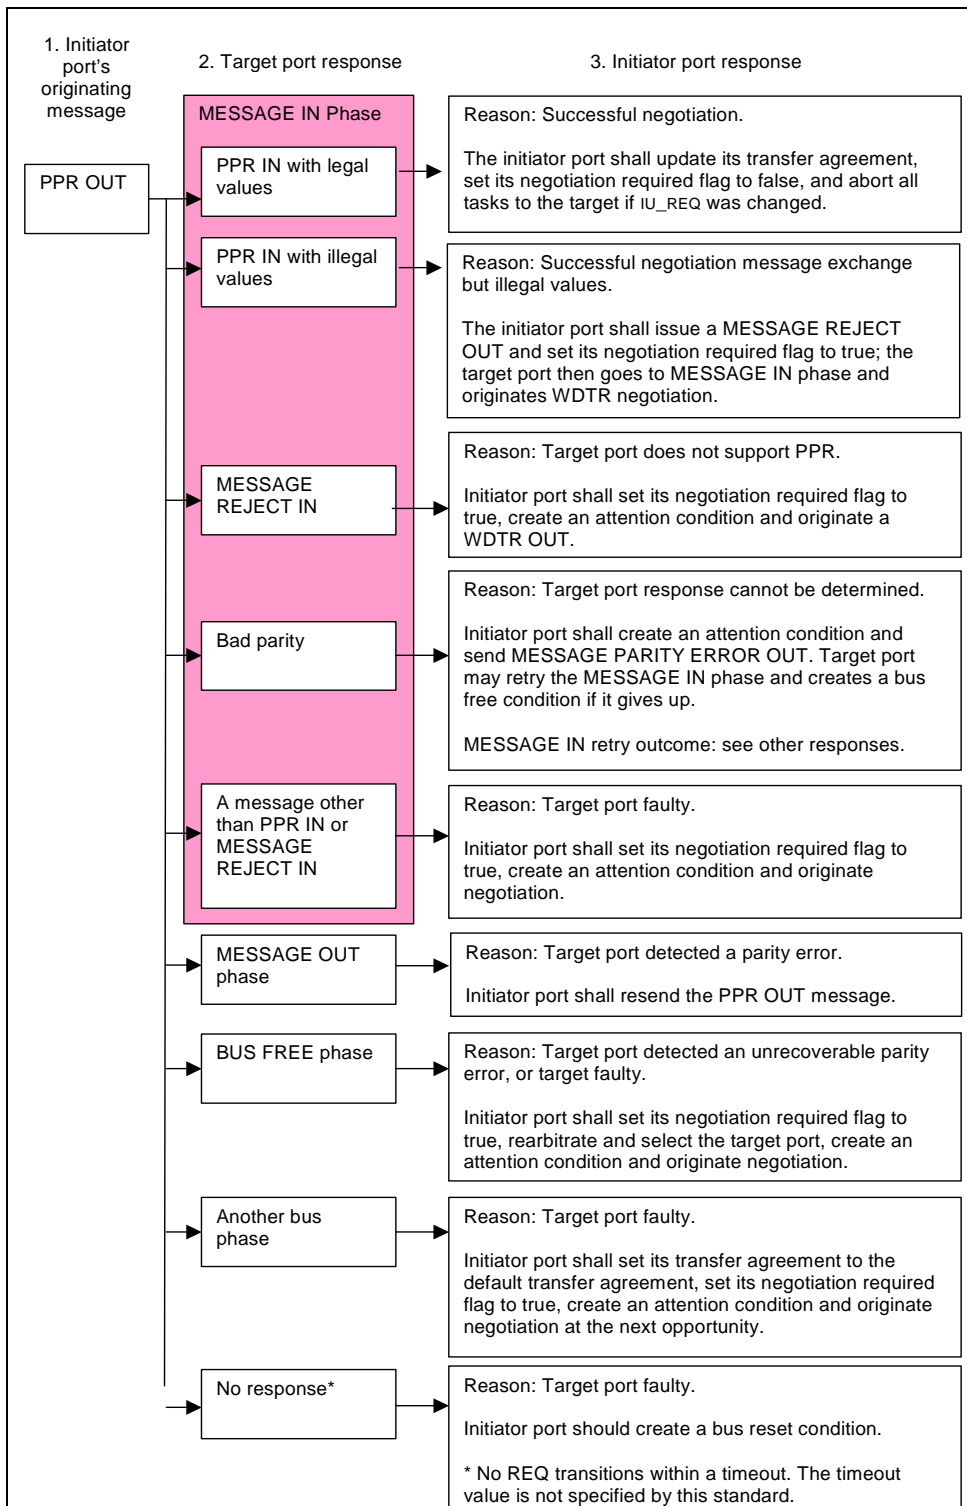 1. Initiator
port's
originating
message
2. Target port response
3. Initiator port response
PPR OUT
MESSAGE IN Phase
PPR IN with legal
values
Reason: Successful negotiation.
The initiator port shall update its transfer agreement,
set its negotiation required flag to false, and abort all
tasks to the target if IU_REQ was changed.
PPR IN with illegal
values
Reason: Successful negotiation message exchange
but illegal values.
The initiator port shall issue a MESSAGE REJECT
OUT and set its negotiation required flag to true; the
target port then goes to MESSAGE IN phase and
originates WDTR negotiation.
MESSAGE
REJECT IN
Reason: Target port does not support PPR.
Initiator port shall set its negotiation required flag to
true, create an attention condition and originate a
WDTR OUT.
Bad parity
Reason: Target port response cannot be determined.
Initiator port shall create an attention condition and
send MESSAGE PARITY ERROR OUT. Target port
may retry the MESSAGE IN phase and creates a bus
free condition if it gives up.
MESSAGE IN retry outcome: see other responses.
A message other
than PPR IN or
MESSAGE
REJECT IN
Reason: Target port faulty.
Initiator port shall set its negotiation required flag to
true, create an attention condition and originate
negotiation.
MESSAGE OUT
phase
Reason: Target port detected a parity error.
Initiator port shall resend the PPR OUT message.
BUS FREE phase
Reason: Target port detected an unrecoverable parity
error, or target faulty.
Initiator port shall set its negotiation required flag to
true, rearbitrate and select the target port, create an
attention condition and originate negotiation.
Another bus
phase
Reason: Target port faulty.
Initiator port shall set its transfer agreement to the
default transfer agreement, set its negotiation required
flag to true, create an attention condition and originate
negotiation at the next opportunity.
No response*
Reason: Target port faulty.
Initiator port should create a bus reset condition.
* No REQ transitions within a timeout. The timeout
value is not specified by this standard.